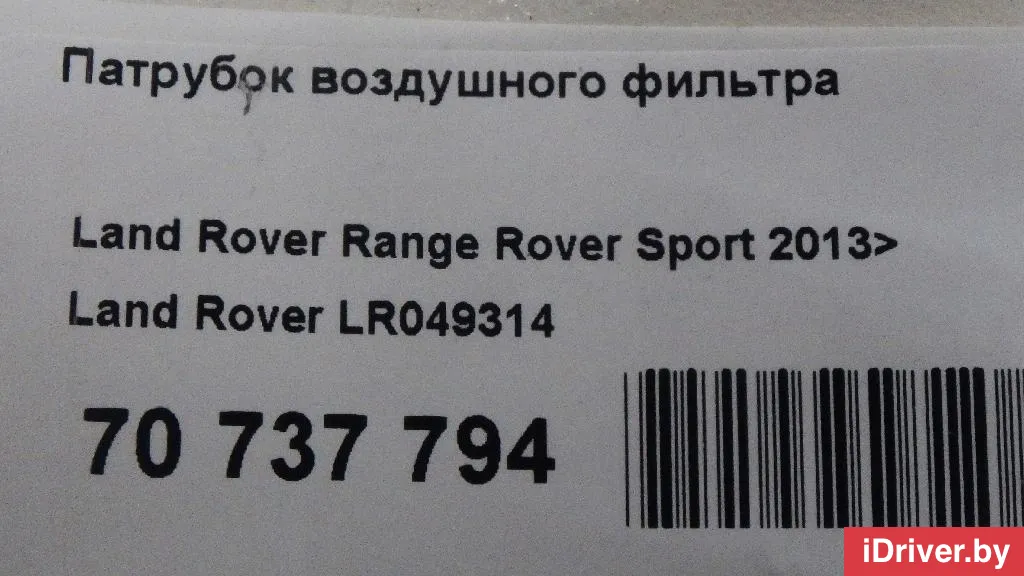 Патрубок воздушного фильтра
Land Rover Range Rover Sport 2013>
Land Rover LR049314
70 737 794
iDriver.by